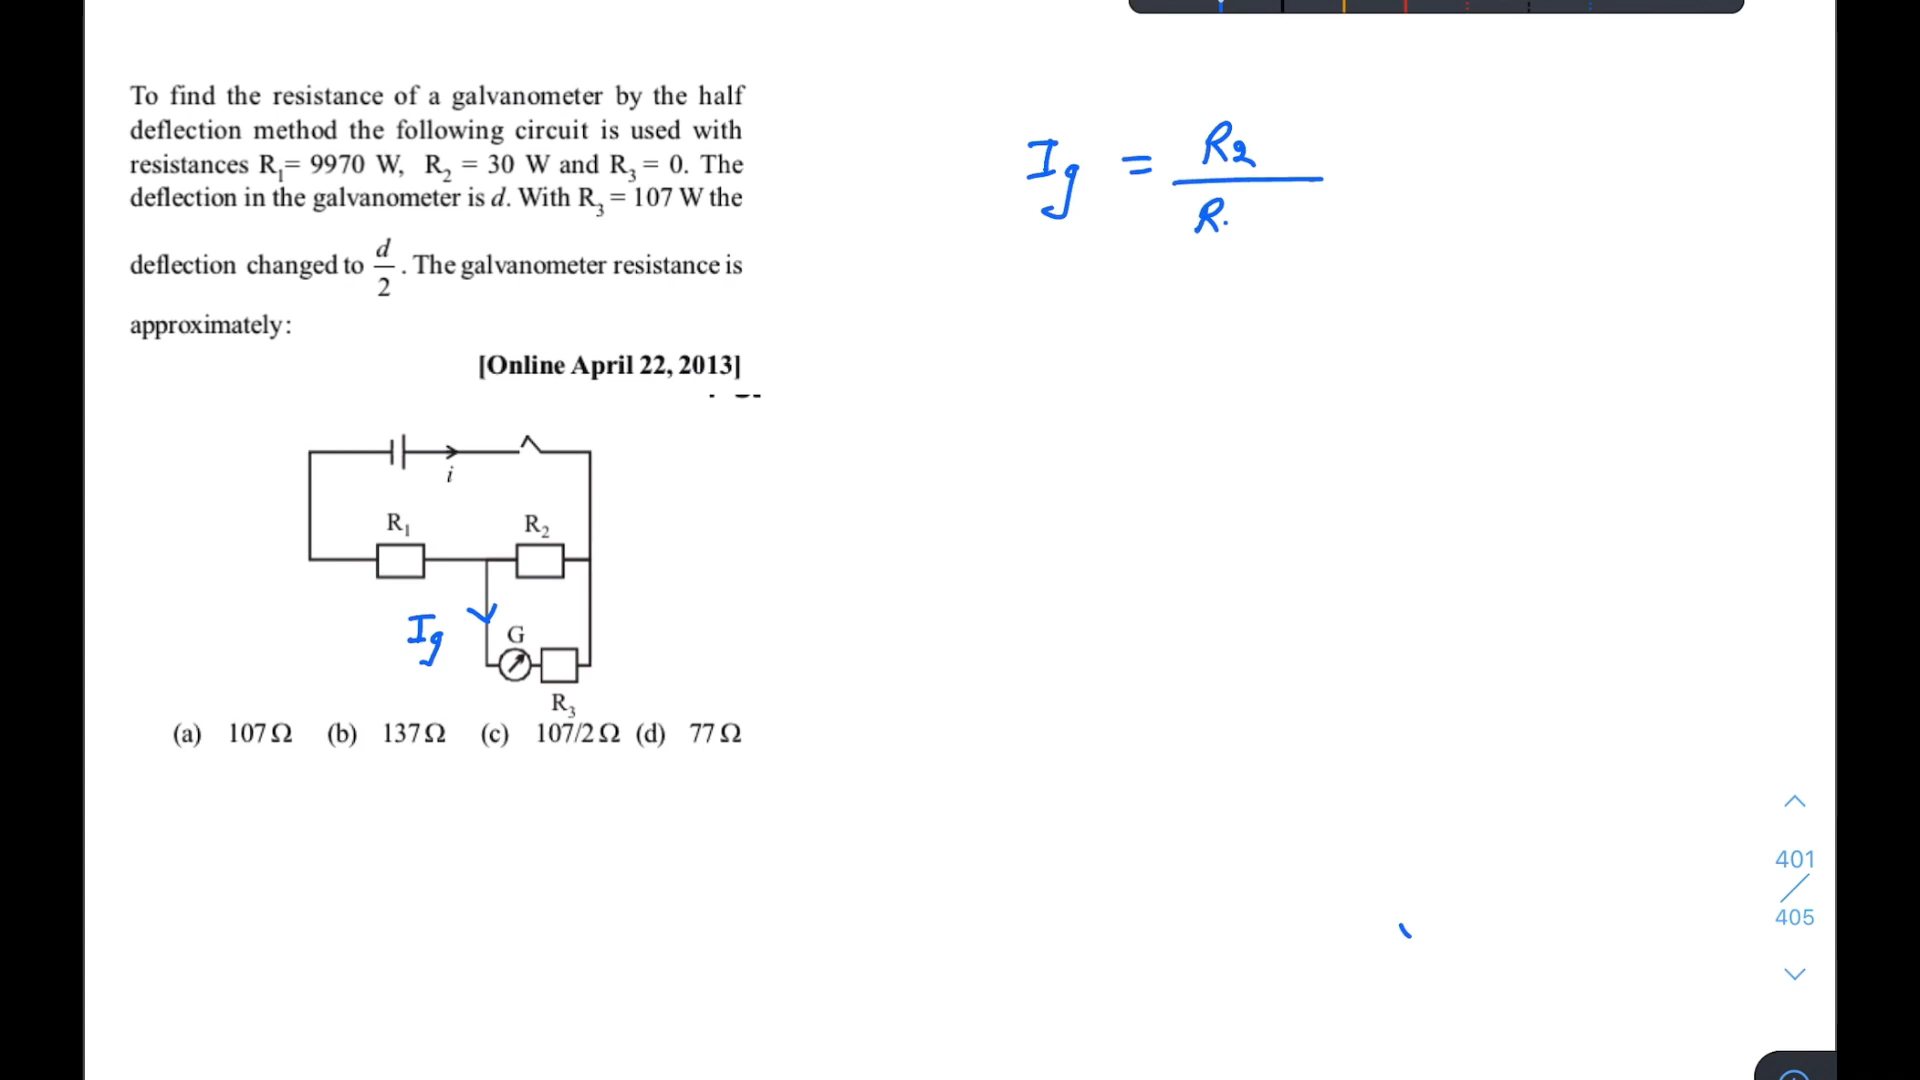 To find the resistance of a galvanometer by the half
deflection method the following circuit is used with
resistances R₁= 9970 W, R₂ = 30 W and R₃ = 0. The
deflection in the galvanometer is d. With R₃ = 107 W the
deflection changed to d/2. The galvanometer resistance is
approximately:
[Online April 22, 2013]
i
R₁ R₂
Ig
G
R₃
(a) 107Ω (b) 137Ω (c) 107/2Ω (d) 77Ω
Ig = R₂
R.
401
/
405